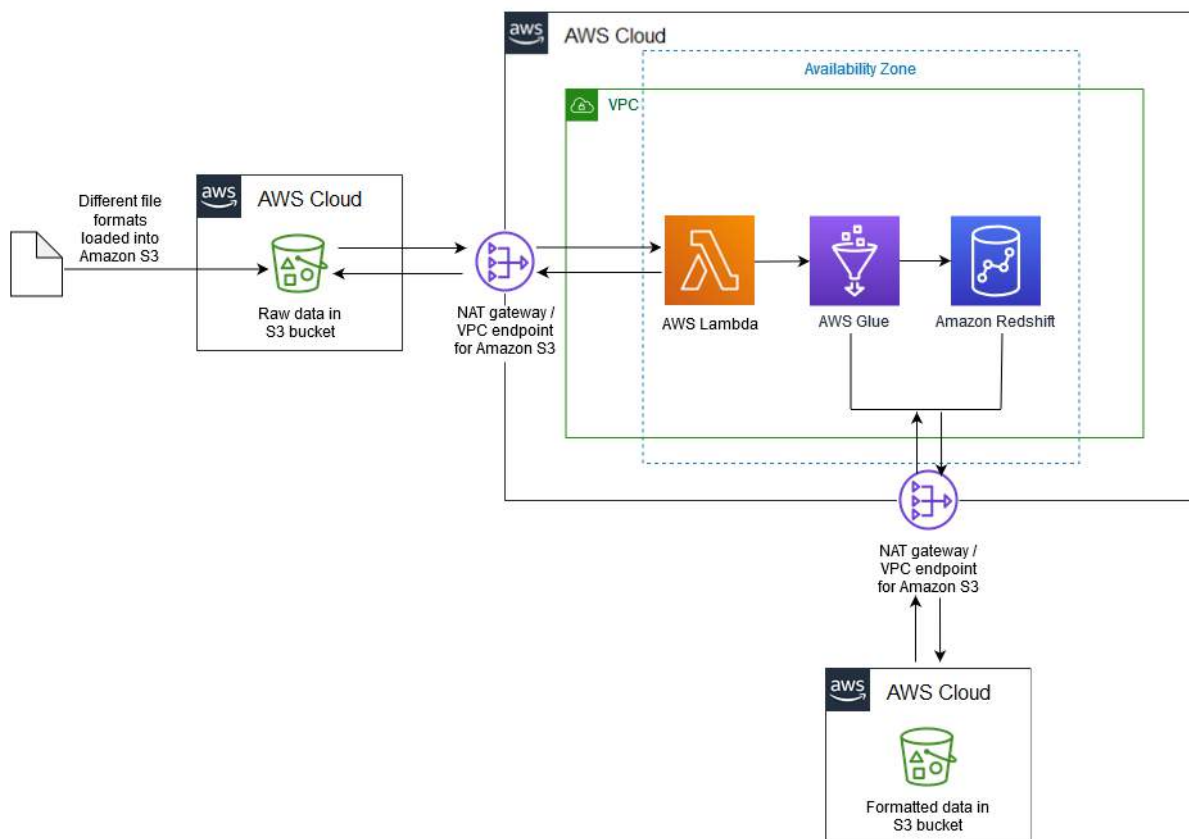 aws
AWS Cloud
Availability Zone
VPC
Different file
formats
loaded into
Amazon S3
aws
AWS Cloud
Raw data in
S3 bucket
NAT gateway /
VPC endpoint
for Amazon S3
AWS Lambda
AWS Glue
Amazon Redshift
NAT gateway /
VPC endpoint
for Amazon S3
aws
AWS Cloud
Formatted data in
S3 bucket